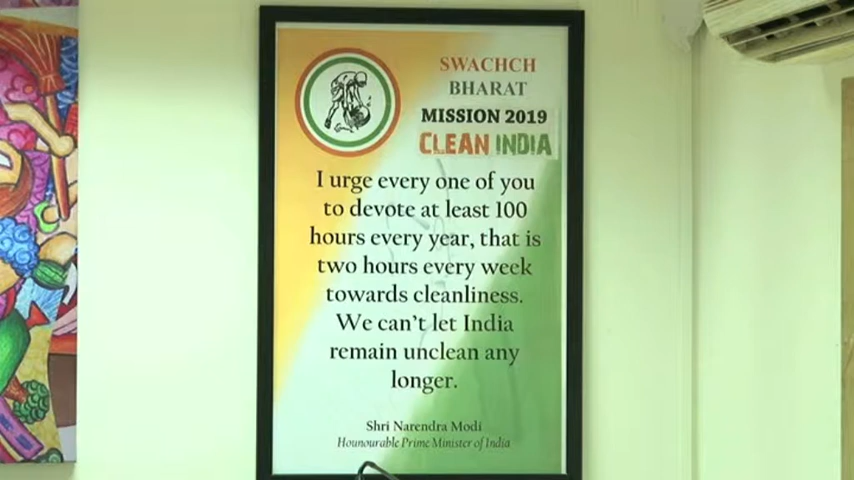 SWACHCH
BHARAT
MISSION 2019
CLEAN INDIA
I urge every one of you
to devote at least 100
hours every year, that is
two hours every week
towards cleanliness.
We can't let India
remain unclean any
longer.
Shri Narendra Modi
Hounourable Prime Minister of India